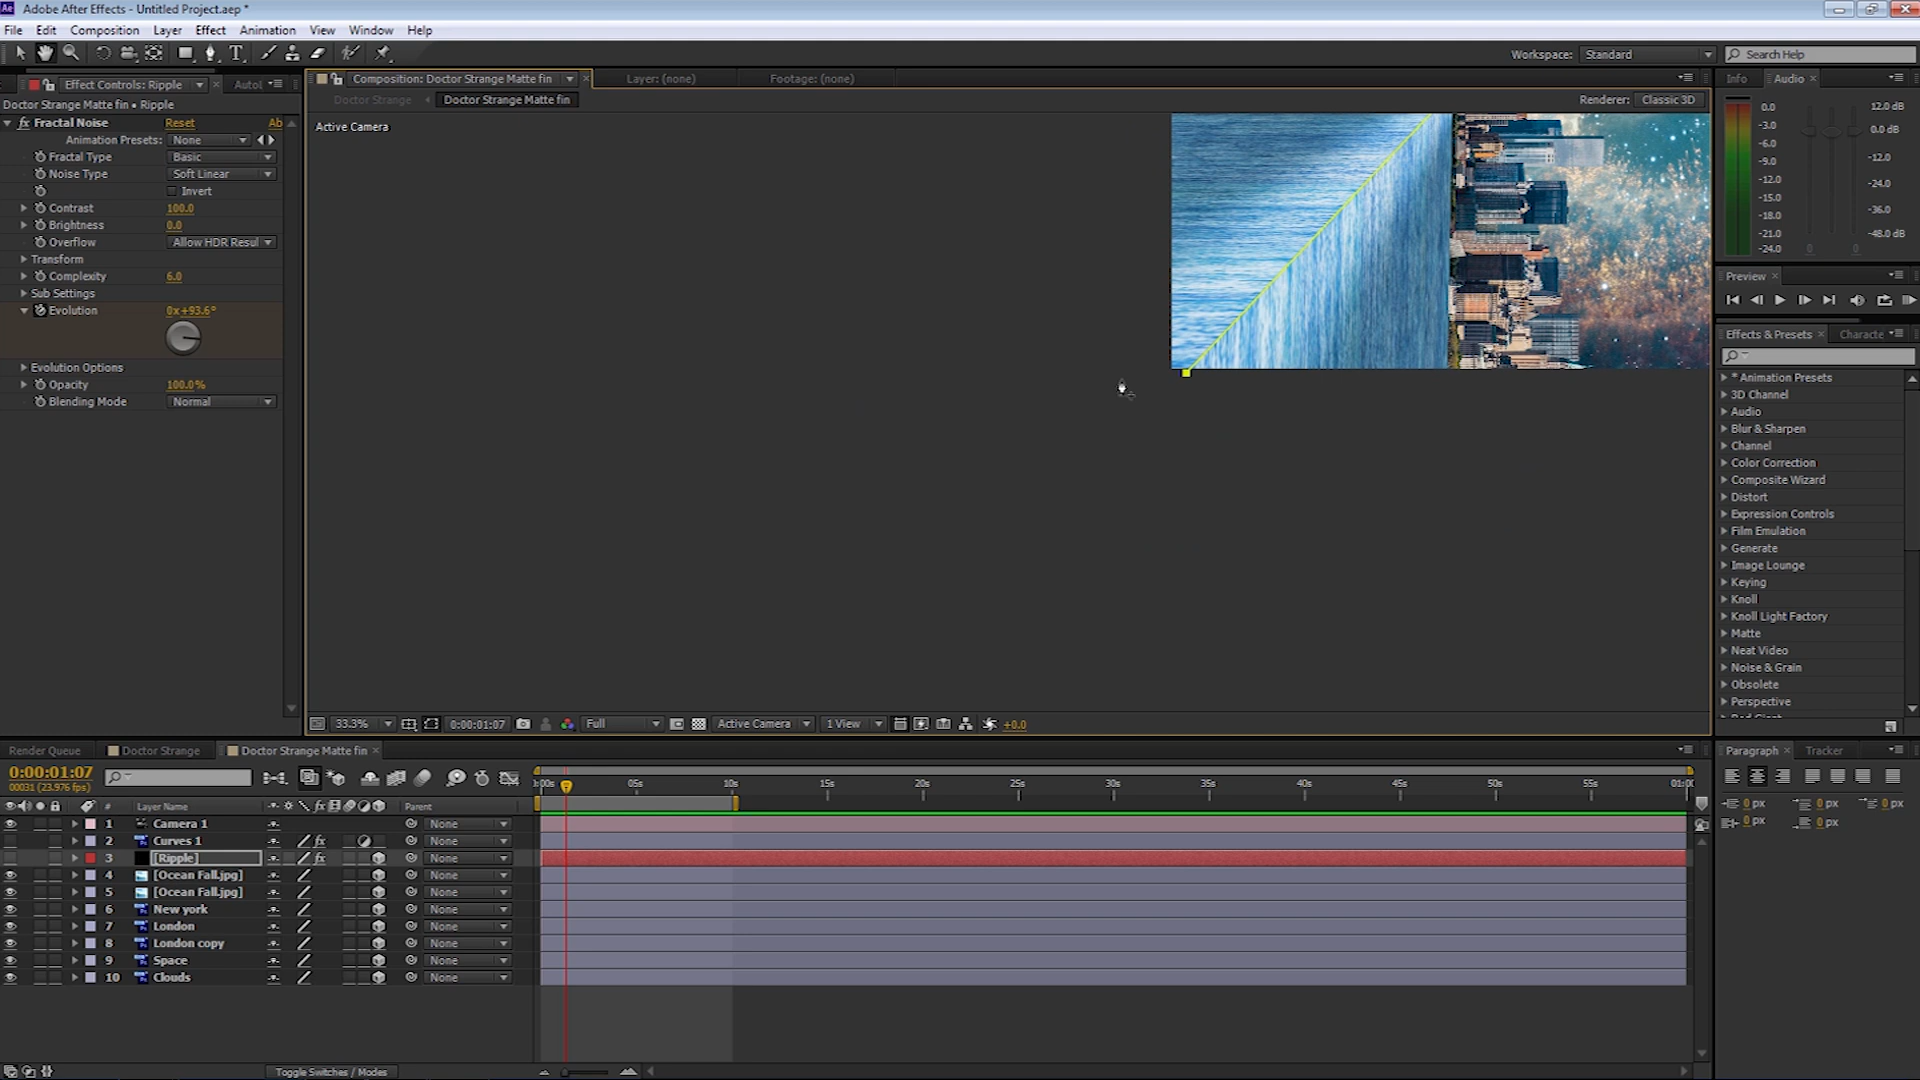 Adobe After Effects - Untitled Project.aep *
File Edit Composition Layer Effect Animation View Window Help
Workspace: Standard Search Help
Effect Controls: Ripple Autol
Composition: Doctor Strange Matte fin Layer: (none) Footage: (none)
Info Audio
Doctor Strange Matte fin • Ripple
Doctor Strange Doctor Strange Matte fin Renderer: Classic 3D
Active Camera
Fractal Noise Reset Ab
Animation Presets: None
Fractal Type Basic
Noise Type Soft Linear
Invert
Contrast 100.0
Brightness 0.0
Overflow Allow HDR Resul
Transform
Complexity 6.0
Sub Settings
Evolution 0x+93.6°
Evolution Options
Opacity 100.0%
Blending Mode Normal
0.0 12.0 dB
-3.0 0.0 dB
-6.0
-9.0 -12.0
-12.0
-15.0 -24.0
-18.0 -36.0
-21.0 -48.0 dB
-24.0 0 0
Preview
Effects & Presets Characte
* Animation Presets
3D Channel
Audio
Blur & Sharpen
Channel
Color Correction
Composite Wizard
Distort
Expression Controls
Film Emulation
Generate
Image Lounge
Keying
Knoll
Knoll Light Factory
Matte
Neat Video
Noise & Grain
Obsolete
Perspective
33.3% 0:00:01:07 Full Active Camera 1 View +0.0
Render Queue Doctor Strange Doctor Strange Matte fin
0:00:01:07
00031 (23.976 fps)
:00s 05s 10s 15s 20s 25s 30s 35s 40s 45s 50s 55s 01:0
# Layer Name fx Parent
1 Camera 1 None
2 Curves 1 fx None
3 [Ripple] fx None
4 [Ocean Fall.jpg] None
5 [Ocean Fall.jpg] None
6 New york None
7 London None
8 London copy None
9 Space None
10 Clouds None
Toggle Switches / Modes
Paragraph Tracker
0 px 0 px 0 px
0 px 0 px